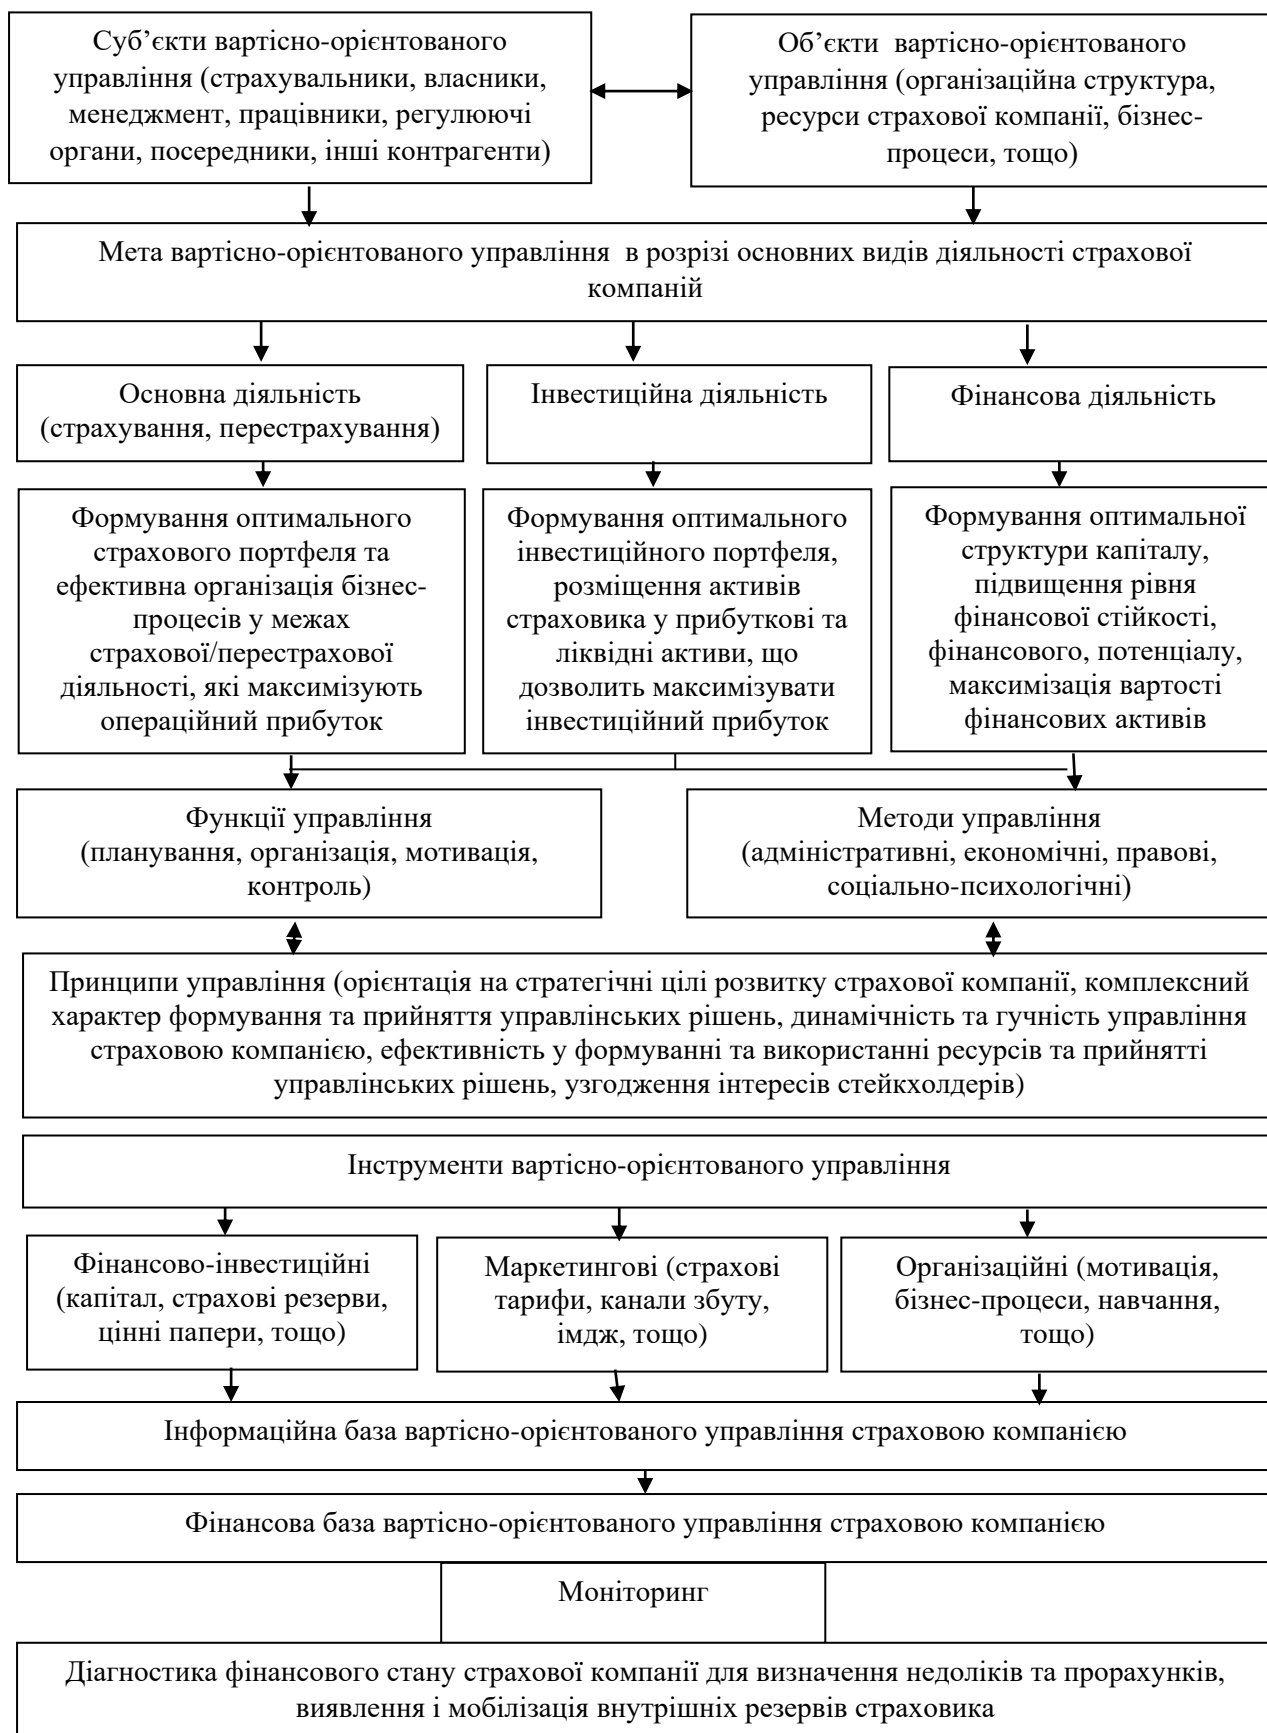 Суб’єкти вартісно-орієнтованого
управління (страхувальники, власники,
менеджмент, працівники, регулюючі
органи, посередники, інші контрагенти)
Об’єкти вартісно-орієнтованого
управління (організаційна структура,
ресурси страхової компанії, бізнес-
процеси, тощо)
Мета вартісно-орієнтованого управління в розрізі основних видів діяльності страхової
компаній
Основна діяльність
(страхування, перестрахування)
Інвестиційна діяльність
Фінансова діяльність
Формування оптимального
страхового портфеля та
ефективна організація бізнес-
процесів у межах
страхової/перестрахової
діяльності, які максимізують
операційний прибуток
Формування оптимального
інвестиційного портфеля,
розміщення активів
страховика у прибуткові та
ліквідні активи, що
дозволить максимізувати
інвестиційний прибуток
Формування оптимальної
структури капіталу,
підвищення рівня
фінансової стійкості,
фінансового, потенціалу,
максимізація вартості
фінансових активів
Функції управління
(планування, організація, мотивація,
контроль)
Методи управління
(адміністративні, економічні, правові,
соціально-психологічні)
Принципи управління (орієнтація на стратегічні цілі розвитку страхової компанії, комплексний
характер формування та прийняття управлінських рішень, динамічність та гучність управління
страховою компанією, ефективність у формуванні та використанні ресурсів та прийнятті
управлінських рішень, узгодження інтересів стейкхолдерів)
Інструменти вартісно-орієнтованого управління
Фінансово-інвестиційні
(капітал, страхові резерви,
цінні папери, тощо)
Маркетингові (страхові
тарифи, канали збуту,
імдж, тощо)
Організаційні (мотивація,
бізнес-процеси, навчання,
тощо)
Інформаційна база вартісно-орієнтованого управління страховою компанією
Фінансова база вартісно-орієнтованого управління страховою компанією
Моніторинг
Діагностика фінансового стану страхової компанії для визначення недоліків та прорахунків,
виявлення і мобілізація внутрішніх резервів страховика